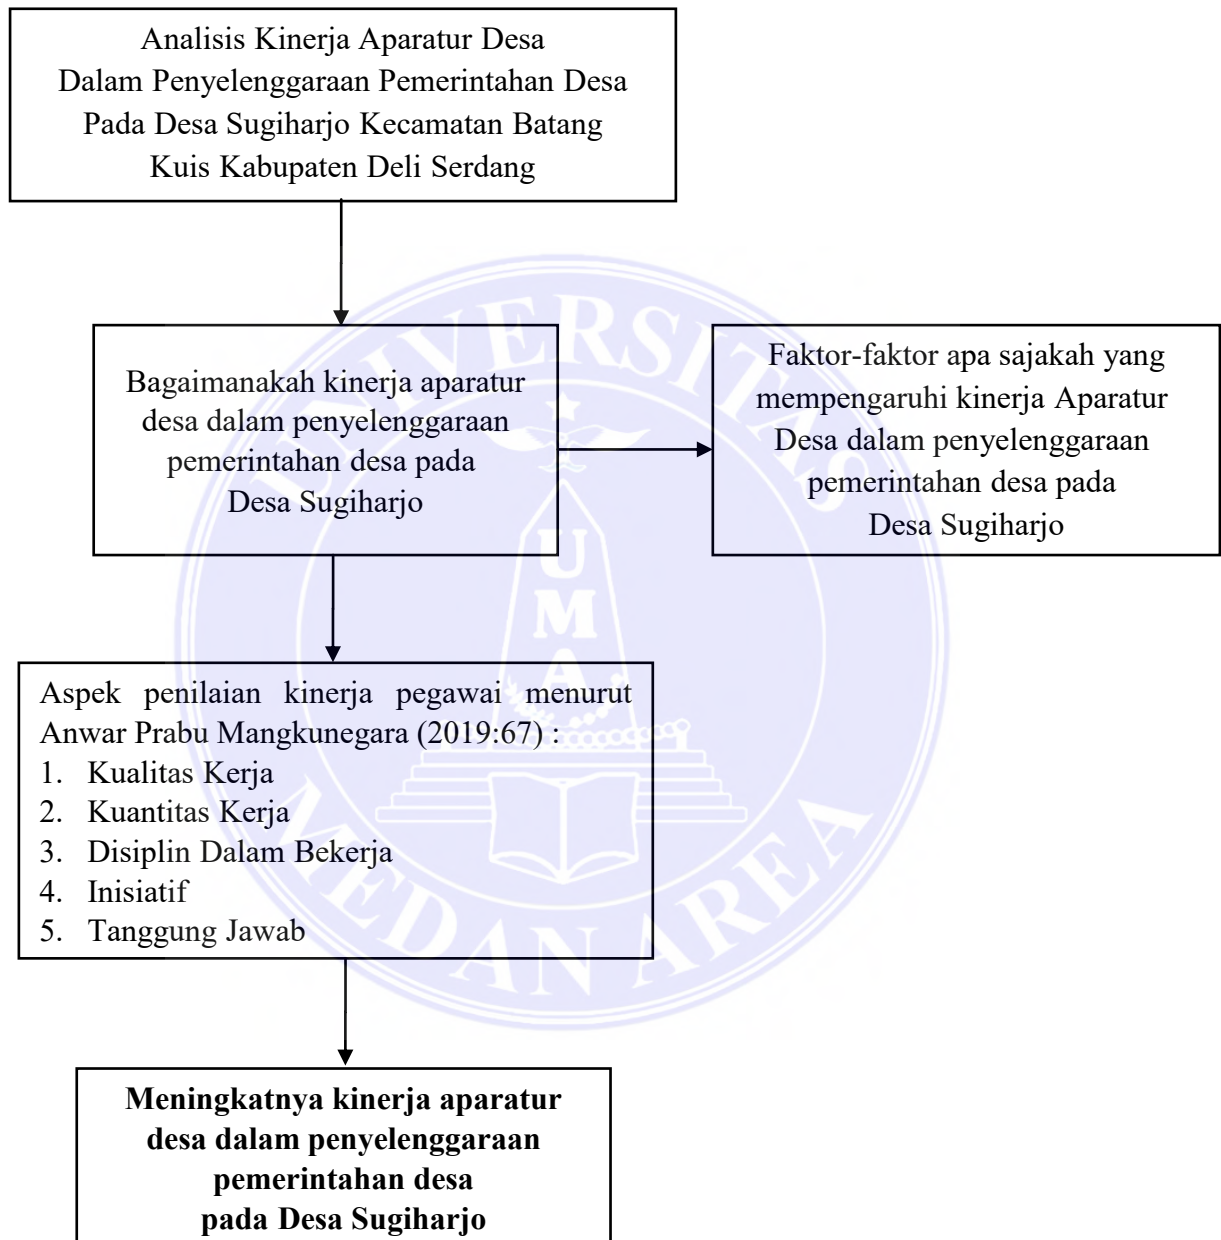 Analisis Kinerja Aparatur Desa
Dalam Penyelenggaraan Pemerintahan Desa
Pada Desa Sugiharjo Kecamatan Batang
Kuis Kabupaten Deli Serdang
Bagaimanakah kinerja aparatur
desa dalam penyelenggaraan
pemerintahan desa pada
Desa Sugiharjo
Faktor-faktor apa sajakah yang
mempengaruhi kinerja Aparatur
Desa dalam penyelenggaraan
pemerintahan desa pada
Desa Sugiharjo
Aspek penilaian kinerja pegawai menurut
Anwar Prabu Mangkunegara (2019:67) :
1. Kualitas Kerja
2. Kuantitas Kerja
3. Disiplin Dalam Bekerja
4. Inisiatif
5. Tanggung Jawab
Meningkatnya kinerja aparatur
desa dalam penyelenggaraan
pemerintahan desa
pada Desa Sugiharjo
UNIVERSITAS
UMA
MEDAN AREA